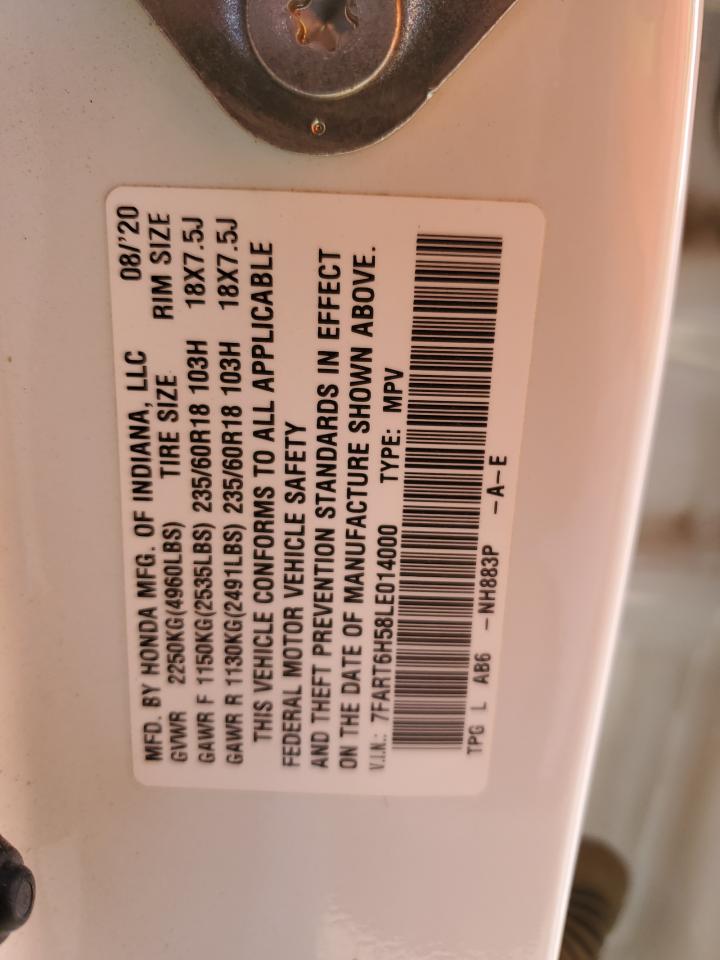 MFD. BY HONDA MFG. OF INDIANA, LLC 08/'20
GVWR 2250KG(4960LBS) TIRE SIZE RIM SIZE
GAWR F 1150KG(2535LBS) 235/60R18 103H 18X7.5J
GAWR R 1130KG(2491LBS) 235/60R18 103H 18X7.5J
THIS VEHICLE CONFORMS TO ALL APPLICABLE
FEDERAL MOTOR VEHICLE SAFETY
AND THEFT PREVENTION STANDARDS IN EFFECT
ON THE DATE OF MANUFACTURE SHOWN ABOVE.
V.I.N.: 7FART6H58LE014000 TYPE: MPV
TPG L AB6 -NH883P -A-E